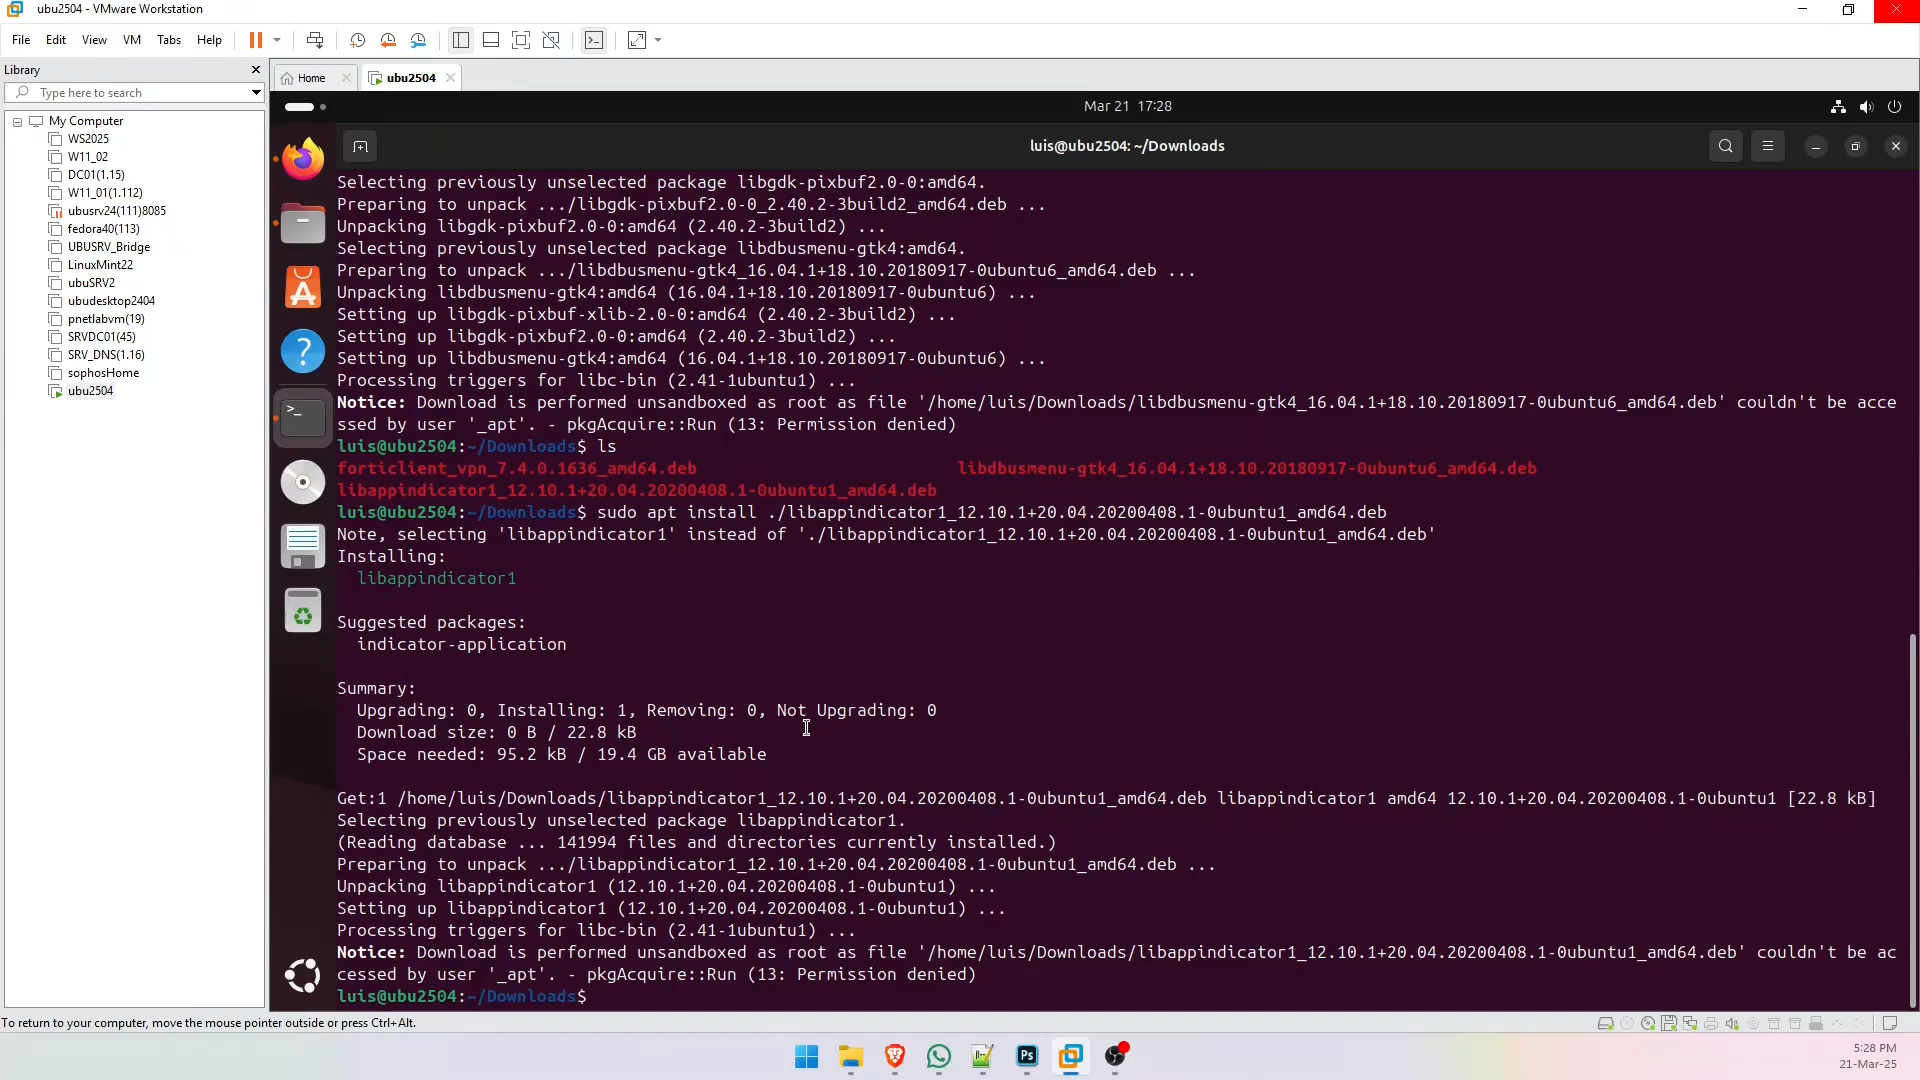 ubu2504 - VMware Workstation
File Edit View VM Tabs Help
Library
Type here to search
My Computer
WS2025
W11_02
DC01(1.15)
W11_01(1.112)
ubusrv24(111)8085
fedora40(113)
UBUSRV_Bridge
LinuxMint22
ubuSRV2
ubudesktop2404
pnetlabvm(19)
SRVDC01(45)
SRV_DNS(1.16)
sophosHome
ubu2504
Home ubu2504
Mar 21 17:28
luis@ubu2504: ~/Downloads
Selecting previously unselected package libgdk-pixbuf2.0-0:amd64.
Preparing to unpack .../libgdk-pixbuf2.0-0_2.40.2-3build2_amd64.deb ...
Unpacking libgdk-pixbuf2.0-0:amd64 (2.40.2-3build2) ...
Selecting previously unselected package libdbusmenu-gtk4:amd64.
Preparing to unpack .../libdbusmenu-gtk4_16.04.1+18.10.20180917-0ubuntu6_amd64.deb ...
Unpacking libdbusmenu-gtk4:amd64 (16.04.1+18.10.20180917-0ubuntu6) ...
Setting up libgdk-pixbuf-xlib-2.0-0:amd64 (2.40.2-3build2) ...
Setting up libgdk-pixbuf2.0-0:amd64 (2.40.2-3build2) ...
Setting up libdbusmenu-gtk4:amd64 (16.04.1+18.10.20180917-0ubuntu6) ...
Processing triggers for libc-bin (2.41-1ubuntu1) ...
Notice: Download is performed unsandboxed as root as file '/home/luis/Downloads/libdbusmenu-gtk4_16.04.1+18.10.20180917-0ubuntu6_amd64.deb' couldn't be acce
ssed by user '_apt'. - pkgAcquire::Run (13: Permission denied)
luis@ubu2504:~/Downloads$ ls
forticlient_vpn_7.4.0.1636_amd64.deb libdbusmenu-gtk4_16.04.1+18.10.20180917-0ubuntu6_amd64.deb
libappindicator1_12.10.1+20.04.20200408.1-0ubuntu1_amd64.deb
luis@ubu2504:~/Downloads$ sudo apt install ./libappindicator1_12.10.1+20.04.20200408.1-0ubuntu1_amd64.deb
Note, selecting 'libappindicator1' instead of './libappindicator1_12.10.1+20.04.20200408.1-0ubuntu1_amd64.deb'
Installing:
libappindicator1
Suggested packages:
indicator-application
Summary:
Upgrading: 0, Installing: 1, Removing: 0, Not Upgrading: 0
Download size: 0 B / 22.8 kB
Space needed: 95.2 kB / 19.4 GB available
Get:1 /home/luis/Downloads/libappindicator1_12.10.1+20.04.20200408.1-0ubuntu1_amd64.deb libappindicator1 amd64 12.10.1+20.04.20200408.1-0ubuntu1 [22.8 kB]
Selecting previously unselected package libappindicator1.
(Reading database ... 141994 files and directories currently installed.)
Preparing to unpack .../libappindicator1_12.10.1+20.04.20200408.1-0ubuntu1_amd64.deb ...
Unpacking libappindicator1 (12.10.1+20.04.20200408.1-0ubuntu1) ...
Setting up libappindicator1 (12.10.1+20.04.20200408.1-0ubuntu1) ...
Processing triggers for libc-bin (2.41-1ubuntu1) ...
Notice: Download is performed unsandboxed as root as file '/home/luis/Downloads/libappindicator1_12.10.1+20.04.20200408.1-0ubuntu1_amd64.deb' couldn't be ac
cessed by user '_apt'. - pkgAcquire::Run (13: Permission denied)
luis@ubu2504:~/Downloads$
To return to your computer, move the mouse pointer outside or press Ctrl+Alt.
Ps
5:28 PM
21-Mar-25